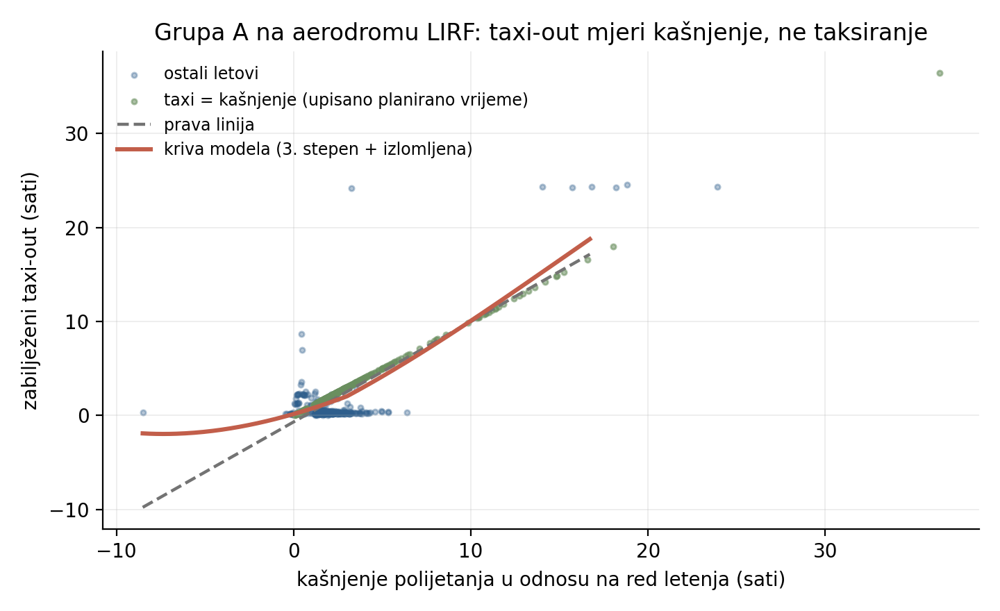 Grupa A na aerodromu LIRF: taxi-out mjeri kašnjenje, ne taksiranje
ostali letovi
taxi = kašnjenje (upisano planirano vrijeme)
prava linija
kriva modela (3. stepen + izlomljena)
zabilježeni taxi-out (sati)
30
20
10
0
−10
−10
0
10
20
30
kašnjenje polijetanja u odnosu na red letenja (sati)